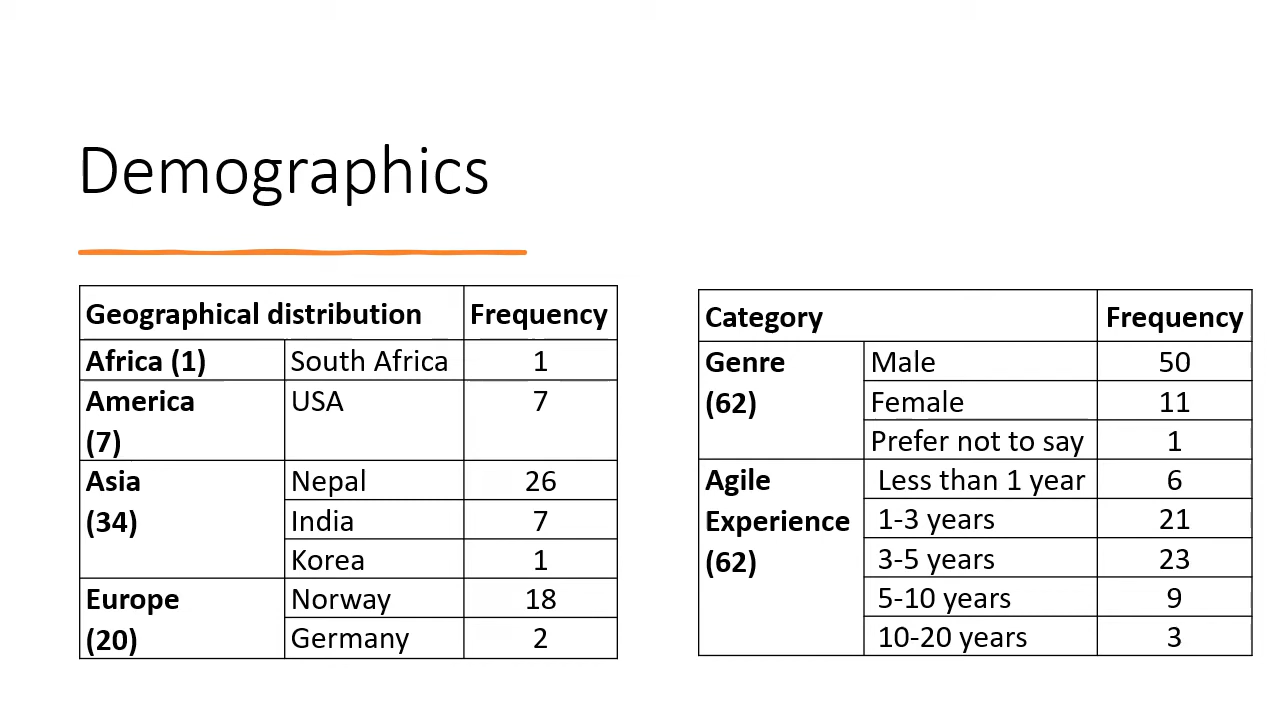 Demographics
Geographical distribution Frequency
Africa (1) South Africa 1
America USA 7
(7)
Asia Nepal 26
(34) India 7
Korea 1
Europe Norway 18
(20) Germany 2
Category Frequency
Genre Male 50
(62) Female 11
Prefer not to say 1
Agile Less than 1 year 6
Experience 1-3 years 21
(62) 3-5 years 23
5-10 years 9
10-20 years 3